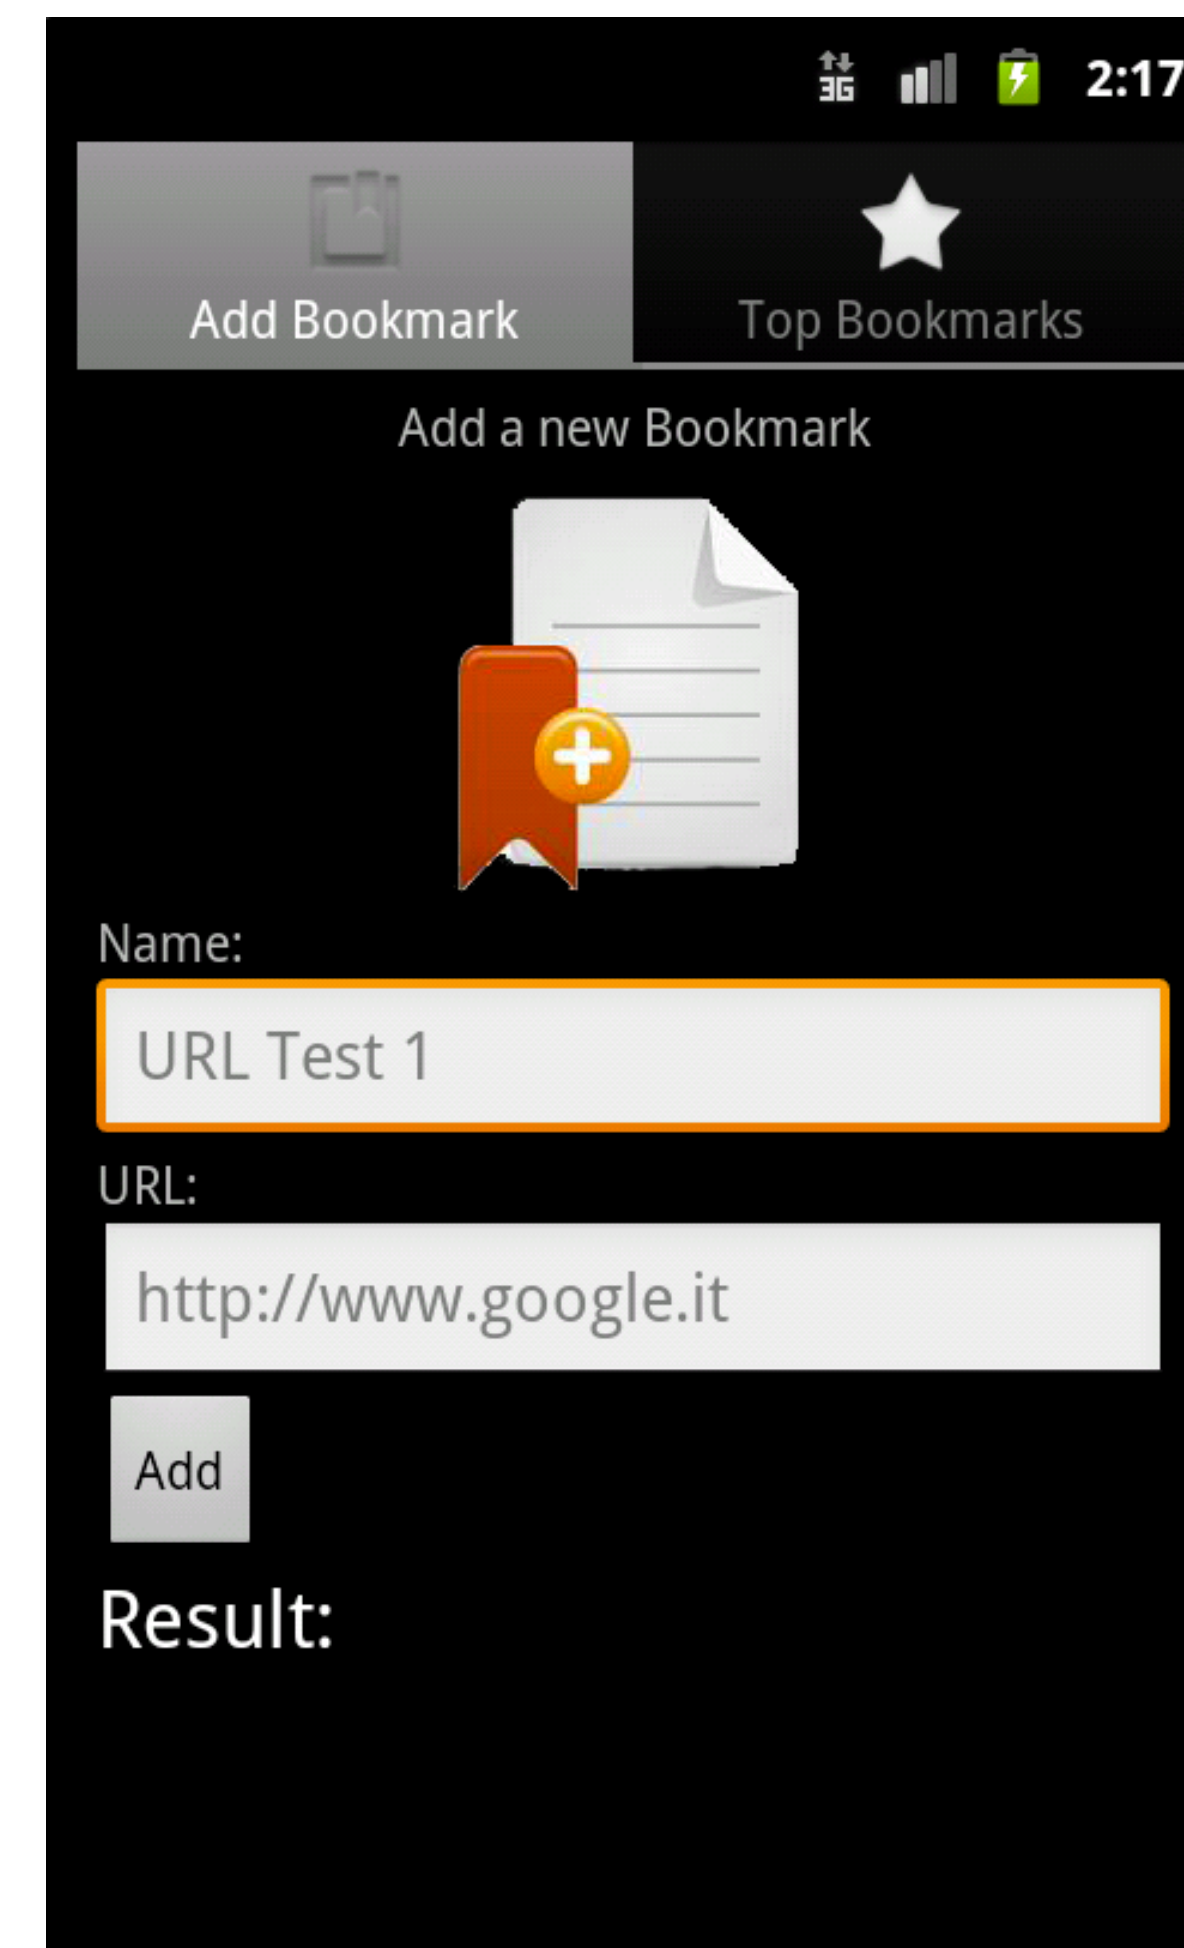 3G 2:17
Add Bookmark Top Bookmarks
Add a new Bookmark
Name:
URL Test 1
URL:
http://www.google.it
Add
Result: